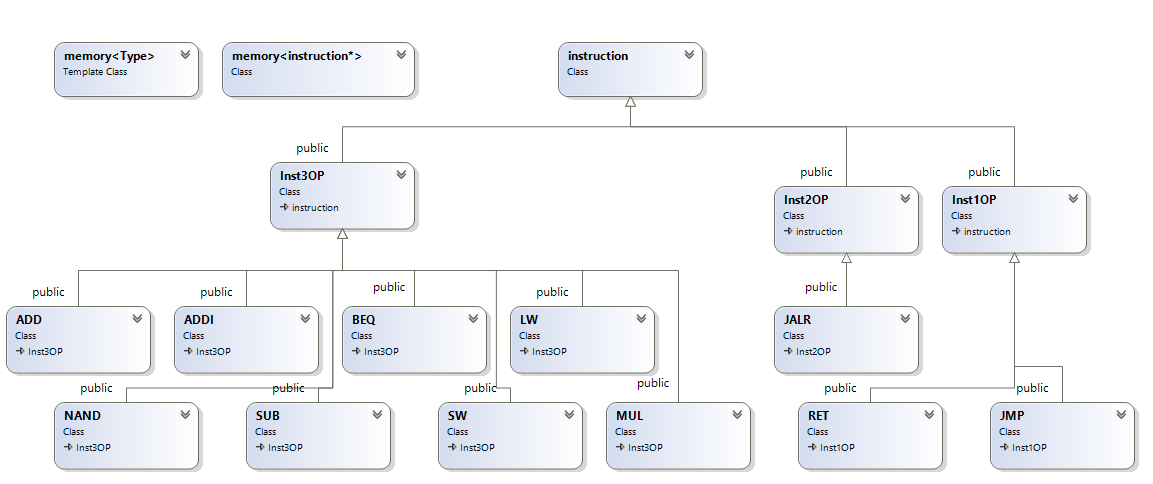 memory<Type>
Template Class
memory<instruction*>
Class
instruction
Class
public
Inst3OP
Class
instruction
public
Inst2OP
Class
instruction
public
Inst1OP
Class
instruction
public
ADD
Class
Inst3OP
public
ADDI
Class
Inst3OP
public
BEQ
Class
Inst3OP
public
LW
Class
Inst3OP
public
JALR
Class
Inst2OP
public
NAND
Class
Inst3OP
public
SUB
Class
Inst3OP
public
SW
Class
Inst3OP
public
MUL
Class
Inst3OP
public
RET
Class
Inst1OP
public
JMP
Class
Inst1OP